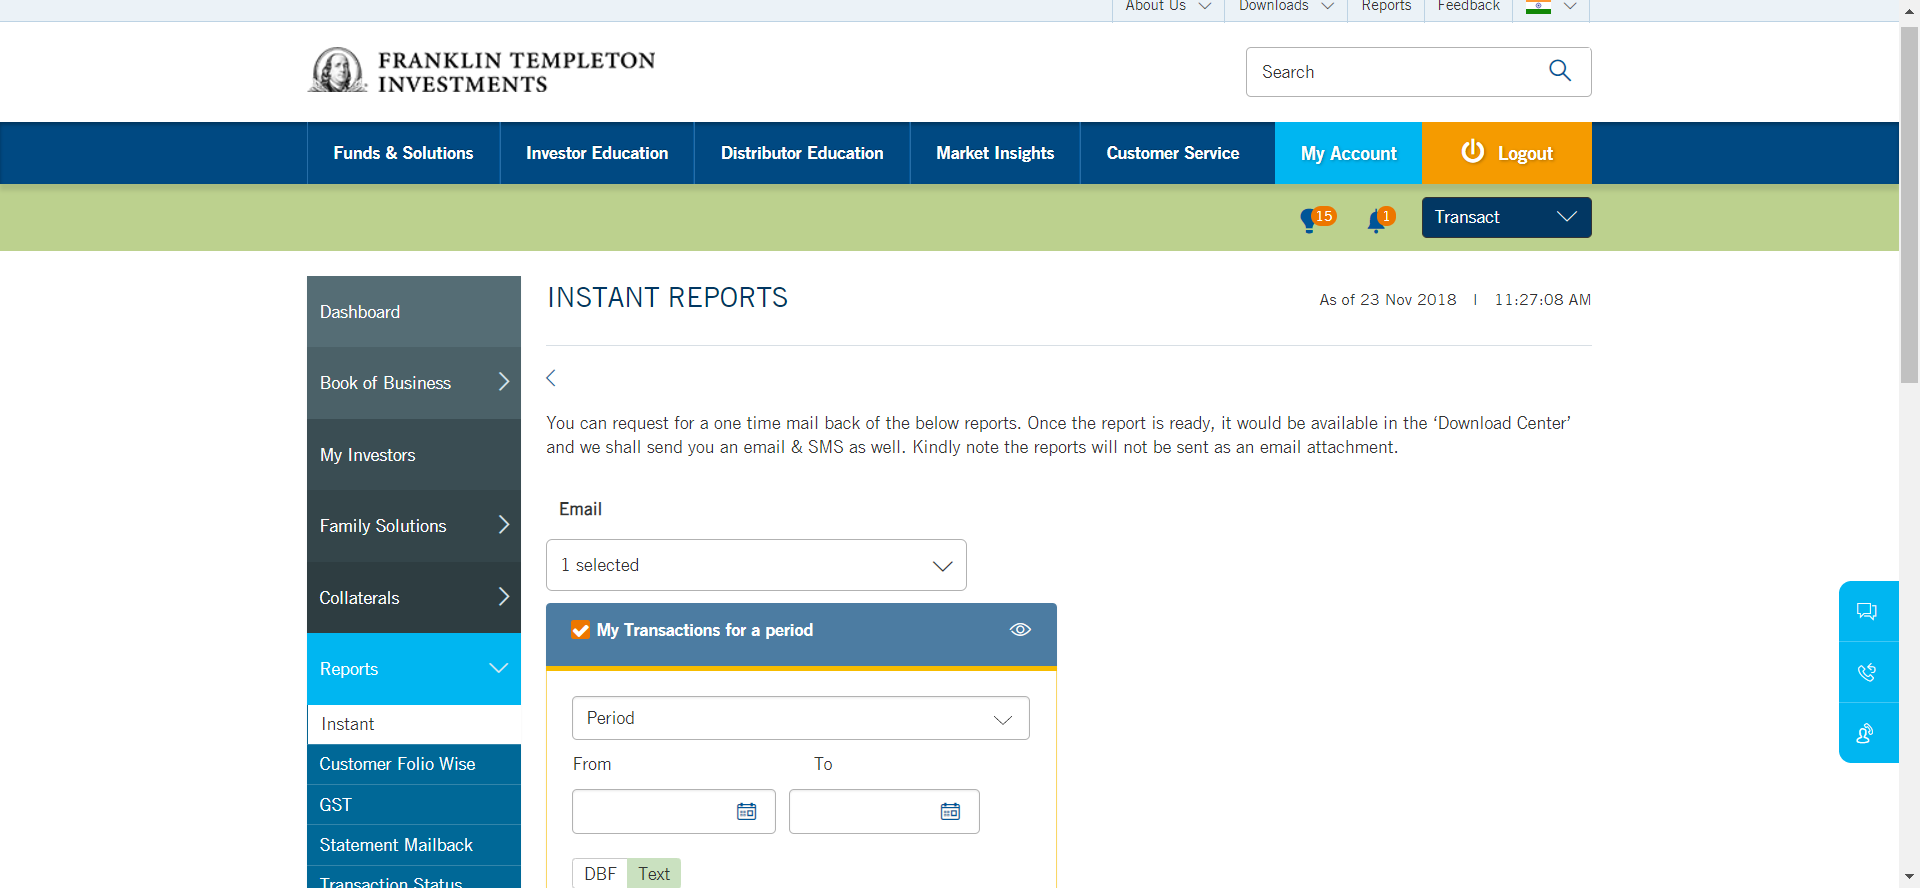 About Us
Downloads
Reports
Feedback
FRANKLIN TEMPLETON
INVESTMENTS
Search
Funds & Solutions
Investor Education
Distributor Education
Market Insights
Customer Service
My Account
Logout
15
1
Transact
Dashboard
Book of Business
My Investors
Family Solutions
Collaterals
Reports
Instant
Customer Folio Wise
GST
Statement Mailback
Transaction Status
INSTANT REPORTS
As of 23 Nov 2018 | 11:27:08 AM
You can request for a one time mail back of the below reports. Once the report is ready, it would be available in the ‘Download Center’
and we shall send you an email & SMS as well. Kindly note the reports will not be sent as an email attachment.
Email
1 selected
My Transactions for a period
Period
From
To
DBF
Text